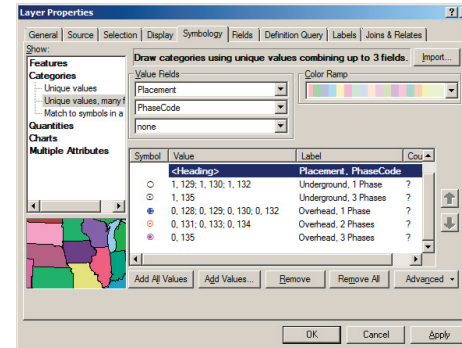 Layer Properties
General Source Selection Display Symbology Fields Definition Query Labels Joins & Relates
Show:
Features
Categories
Unique values
Unique values, many f
Match to symbols in a
Quantities
Charts
Multiple Attributes
Draw categories using unique values combining up to 3 fields.
Import...
Value Fields
Placement
PhaseCode
none
Color Ramp
Symbol Value Label Cou
<Heading> Placement, PhaseCode
1, 129; 1, 130; 1, 132 Underground, 1 Phase ?
1, 135 Underground, 3 Phases ?
0, 128; 0, 129; 0, 130; 0, 132 Overhead, 1 Phase ?
0, 131; 0, 133; 0, 134 Overhead, 2 Phases ?
0, 135 Overhead, 3 Phases ?
Add All Values Add Values... Remove Remove All Advanced
OK Cancel Apply